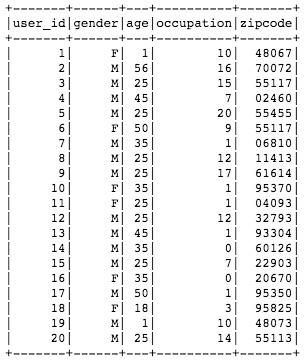 +-------+------+---+----------+-------+
|user_id|gender|age|occupation|zipcode|
+-------+------+---+----------+-------+
|      1|     F|  1|        10|  48067|
|      2|     M| 56|        16|  70072|
|      3|     M| 25|        15|  55117|
|      4|     M| 45|         7|  02460|
|      5|     M| 25|        20|  55455|
|      6|     F| 50|         9|  55117|
|      7|     M| 35|         1|  06810|
|      8|     M| 25|        12|  11413|
|      9|     M| 25|        17|  61614|
|     10|     F| 35|         1|  95370|
|     11|     F| 25|         1|  04093|
|     12|     M| 25|        12|  32793|
|     13|     M| 45|         1|  93304|
|     14|     M| 35|         0|  60126|
|     15|     M| 25|         7|  22903|
|     16|     F| 35|         0|  20670|
|     17|     M| 50|         1|  95350|
|     18|     F| 18|         3|  95825|
|     19|     M|  1|        10|  48073|
|     20|     M| 25|        14|  55113|
+-------+------+---+----------+-------+